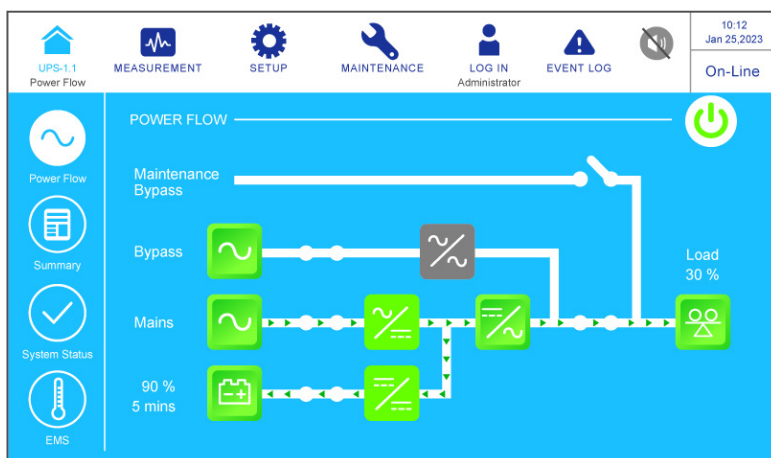 UPS-1.1
Power Flow
MEASUREMENT
SETUP
MAINTENANCE
LOG IN
Administrator
EVENT LOG
10:12
Jan 25,2023
On-Line
Power Flow
Summary
System Status
EMS
POWER FLOW
Maintenance
Bypass
Bypass
Load
30 %
Mains
90 %
5 mins